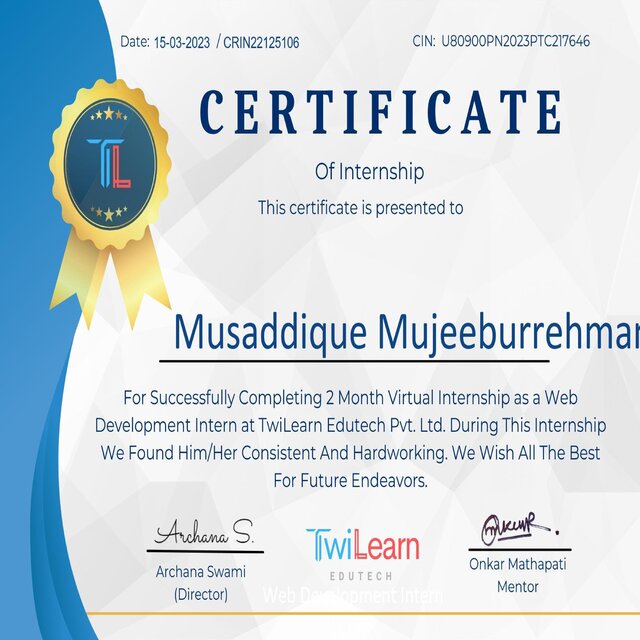 Date: 15-03-2023 / CRIN22125106
CIN: U80900PN2023PTC217646
CERTIFICATE
Of Internship
This certificate is presented to
TL
Musaddique Mujeeburrehman
For Successfully Completing 2 Month Virtual Internship as a Web
Development Intern at TwiLearn Edutech Pvt. Ltd. During This Internship
We Found Him/Her Consistent And Hardworking. We Wish All The Best
For Future Endeavors.
Archana S.
Archana Swami
(Director)
TwiLearn
EDUTECH
Web Development Intern
Onkar Mathapati
Mentor